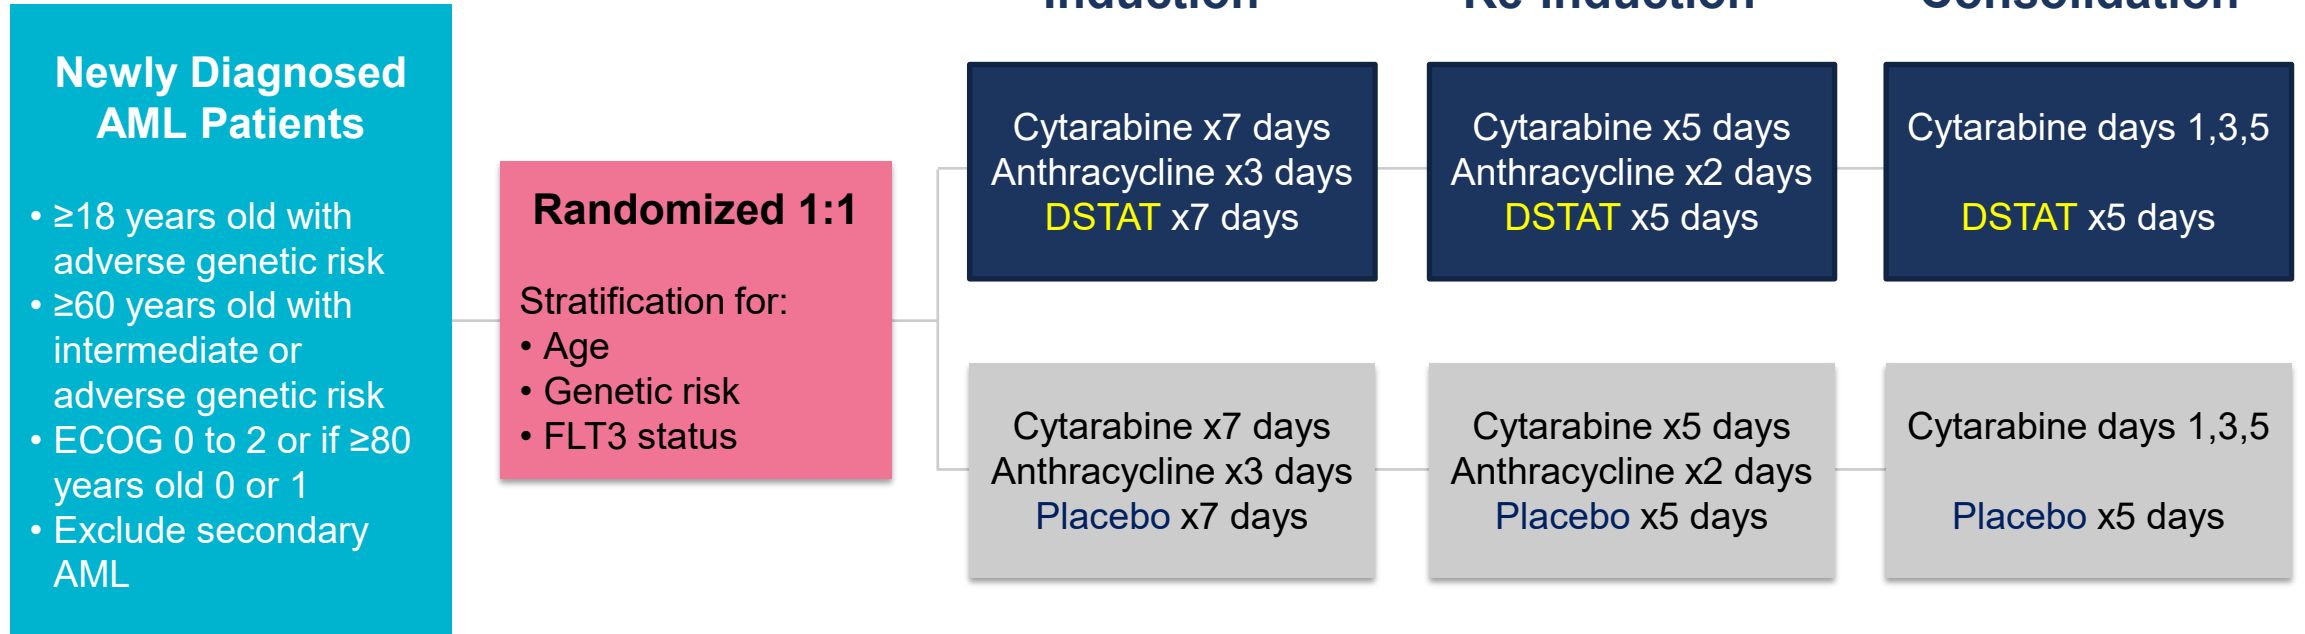 Induction
Re-Induction
Consolidation
Newly Diagnosed
AML Patients
• ≥18 years old with
adverse genetic risk
• ≥60 years old with
intermediate or
adverse genetic risk
• ECOG 0 to 2 or if ≥80
years old 0 or 1
• Exclude secondary
AML
Randomized 1:1
Stratification for:
• Age
• Genetic risk
• FLT3 status
Cytarabine x7 days
Anthracycline x3 days
DSTAT x7 days
Cytarabine x5 days
Anthracycline x2 days
DSTAT x5 days
Cytarabine days 1,3,5
DSTAT x5 days
Cytarabine x7 days
Anthracycline x3 days
Placebo x7 days
Cytarabine x5 days
Anthracycline x2 days
Placebo x5 days
Cytarabine days 1,3,5
Placebo x5 days